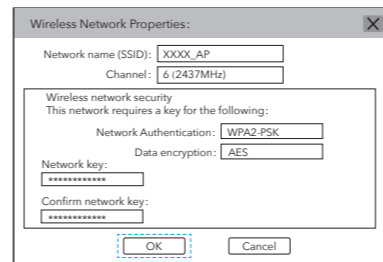 Wireless Network Properties:
Network name (SSID): XXXX_AP
Channel: 6 (2437MHz)
Wireless network security
This network requires a key for the following:
Network Authentication: WPA2-PSK
Data encryption: AES
Network key:
************
Confirm network key:
************
OK Cancel